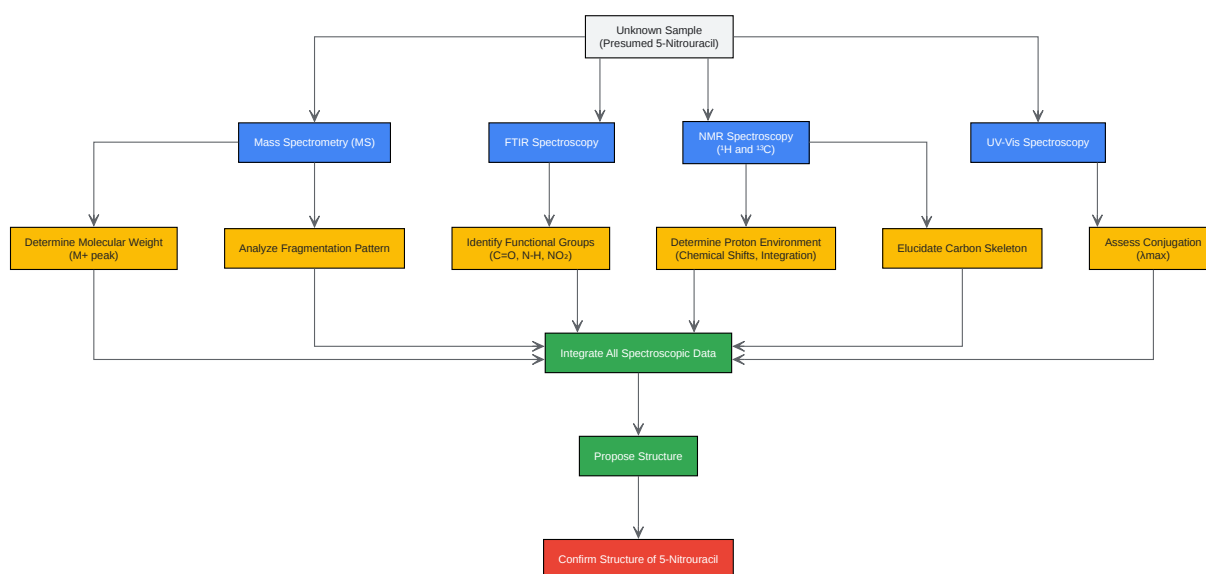 Unknown Sample
(Presumed 5-Nitrouracil)
Mass Spectrometry (MS)
FTIR Spectroscopy
NMR Spectroscopy
(¹H and ¹³C)
UV-Vis Spectroscopy
Determine Molecular Weight
(M+ peak)
Analyze Fragmentation Pattern
Identify Functional Groups
(C=O, N-H, NO₂)
Determine Proton Environment
(Chemical Shifts, Integration)
Elucidate Carbon Skeleton
Assess Conjugation
(λmax)
Integrate All Spectroscopic Data
Propose Structure
Confirm Structure of 5-Nitrouracil